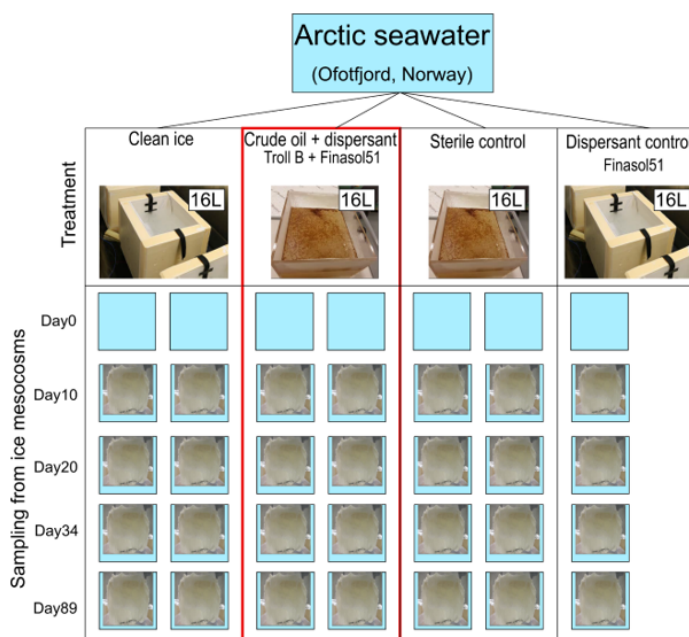 Arctic seawater
(Ofotfjord, Norway)
Treatment
Clean ice
16L
Crude oil + dispersant
Troll B + Finasol51
16L
Sterile control
16L
Dispersant control
Finasol51
16L
Sampling from ice mesocosms
Day0
Day10
Day20
Day34
Day89